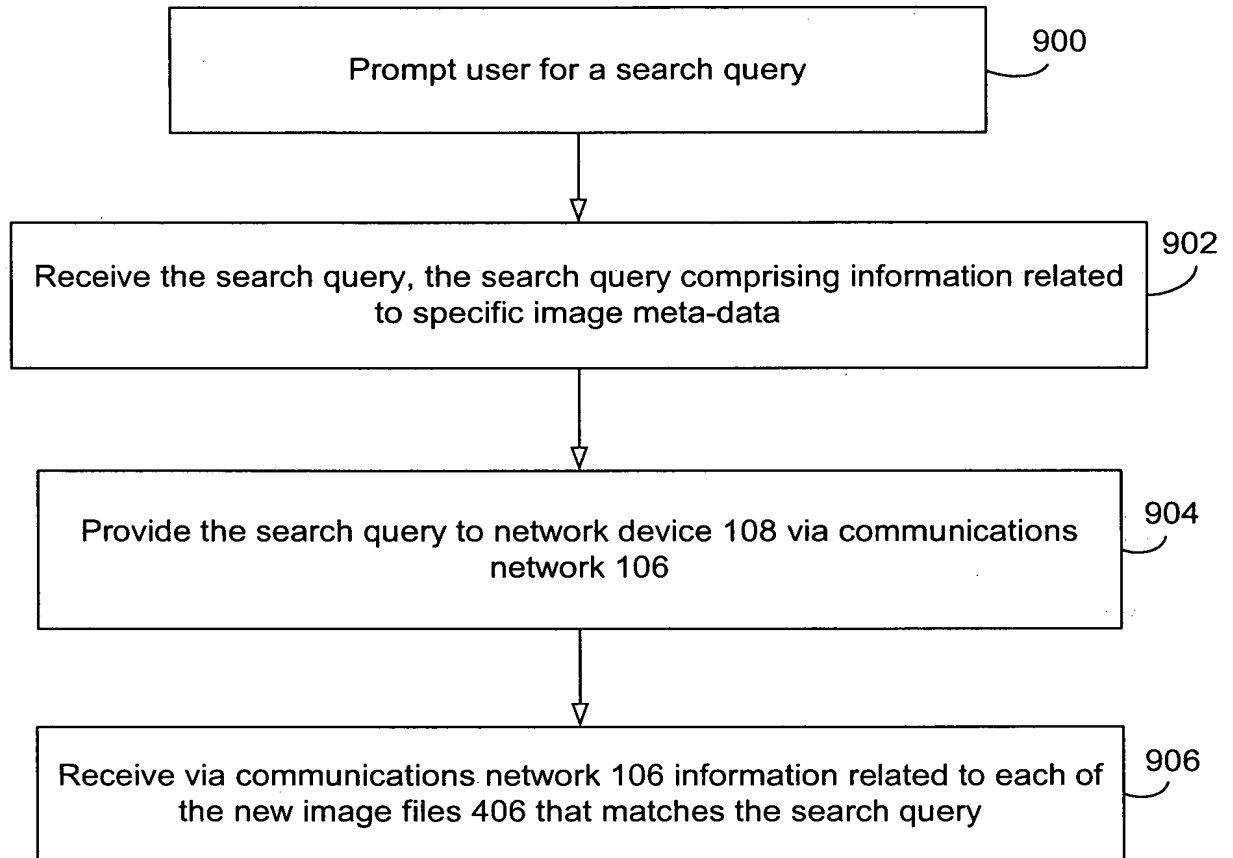 900
Prompt user for a search query
902
Receive the search query, the search query comprising information related
to specific image meta-data
904
Provide the search query to network device 108 via communications
network 106
906
Receive via communications network 106 information related to each of
the new image files 406 that matches the search query